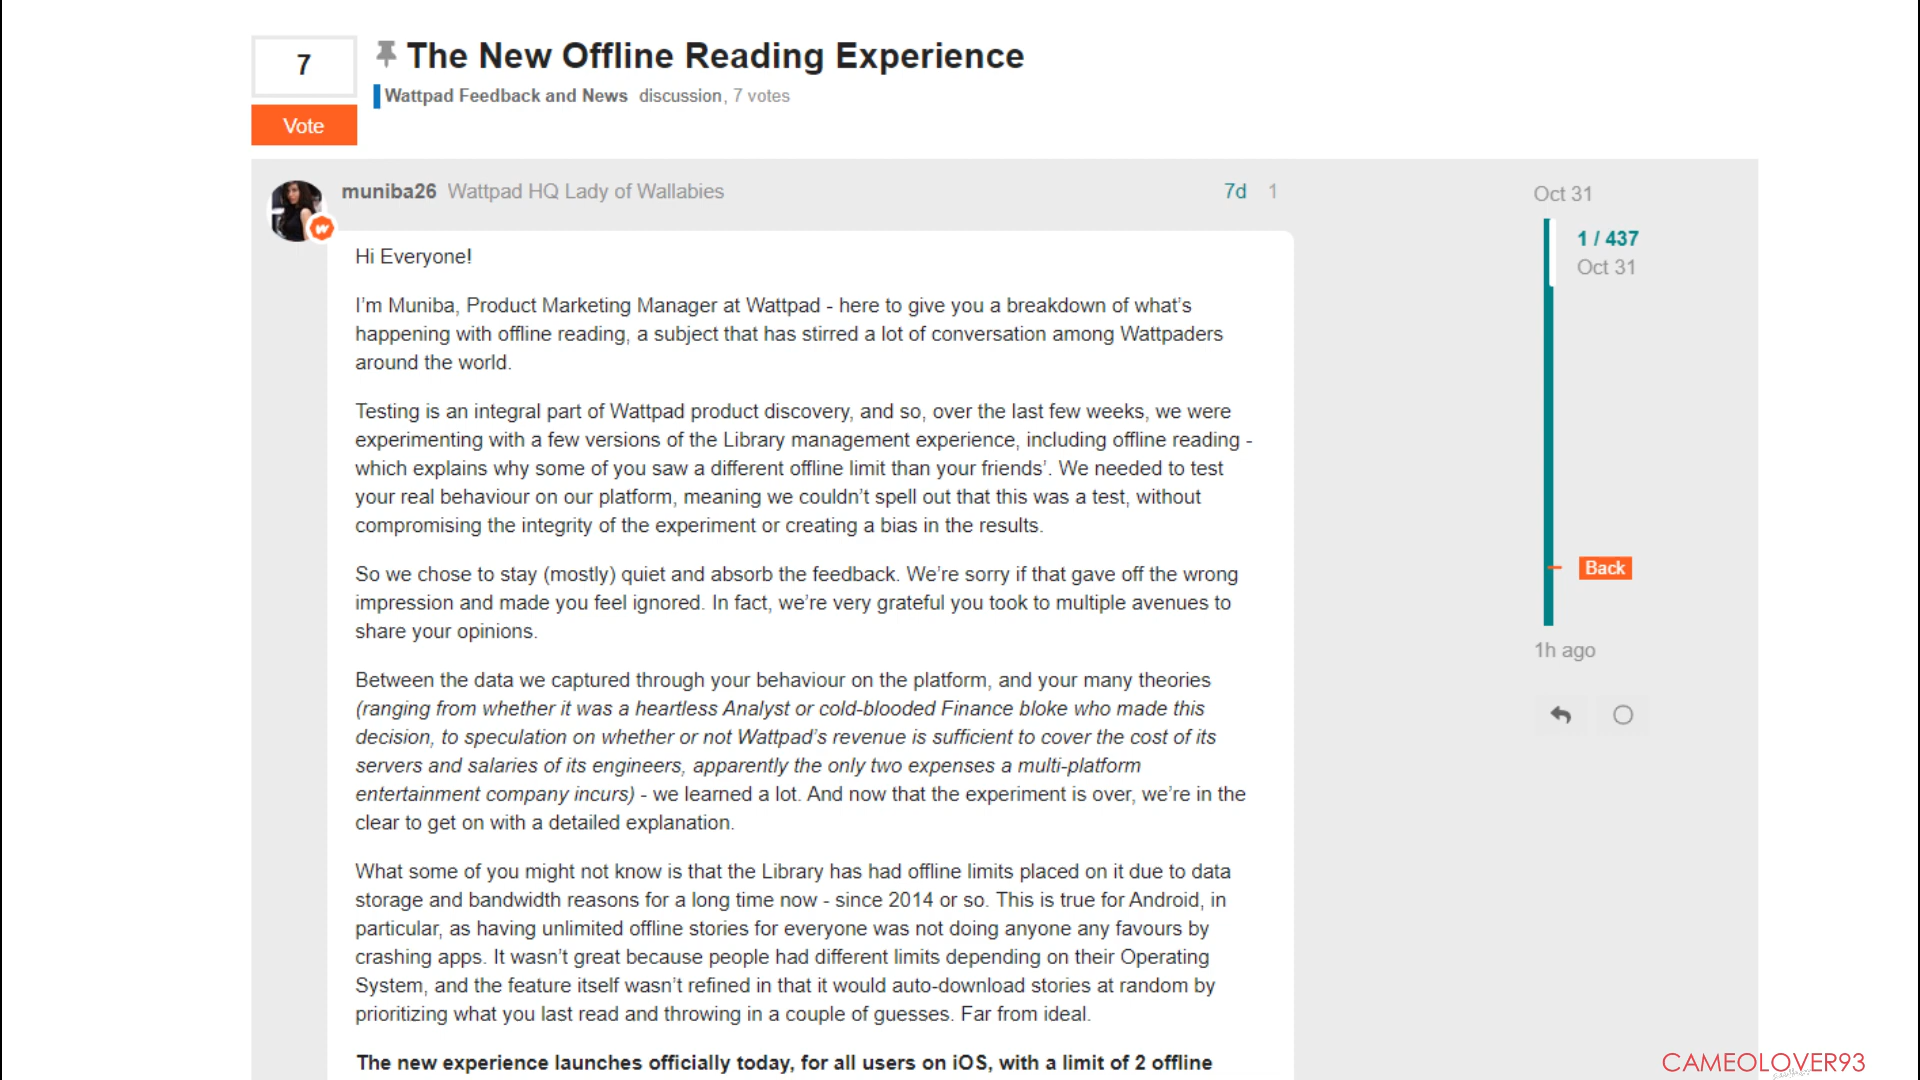 7
The New Offline Reading Experience
Wattpad Feedback and News discussion, 7 votes
Vote
muniba26 Wattpad HQ Lady of Wallabies 7d 1
Hi Everyone!
I’m Muniba, Product Marketing Manager at Wattpad - here to give you a breakdown of what’s
happening with offline reading, a subject that has stirred a lot of conversation among Wattpaders
around the world.
Testing is an integral part of Wattpad product discovery, and so, over the last few weeks, we were
experimenting with a few versions of the Library management experience, including offline reading -
which explains why some of you saw a different offline limit than your friends’. We needed to test
your real behaviour on our platform, meaning we couldn’t spell out that this was a test, without
compromising the integrity of the experiment or creating a bias in the results.
So we chose to stay (mostly) quiet and absorb the feedback. We’re sorry if that gave off the wrong
impression and made you feel ignored. In fact, we’re very grateful you took to multiple avenues to
share your opinions.
Between the data we captured through your behaviour on the platform, and your many theories
(ranging from whether it was a heartless Analyst or cold-blooded Finance bloke who made this
decision, to speculation on whether or not Wattpad’s revenue is sufficient to cover the cost of its
servers and salaries of its engineers, apparently the only two expenses a multi-platform
entertainment company incurs) - we learned a lot. And now that the experiment is over, we’re in the
clear to get on with a detailed explanation.
What some of you might not know is that the Library has had offline limits placed on it due to data
storage and bandwidth reasons for a long time now - since 2014 or so. This is true for Android, in
particular, as having unlimited offline stories for everyone was not doing anyone any favours by
crashing apps. It wasn’t great because people had different limits depending on their Operating
System, and the feature itself wasn’t refined in that it would auto-download stories at random by
prioritizing what you last read and throwing in a couple of guesses. Far from ideal.
The new experience launches officially today, for all users on iOS, with a limit of 2 offline
Oct 31
1 / 437
Oct 31
Back
1h ago
CAMEOLOVER93